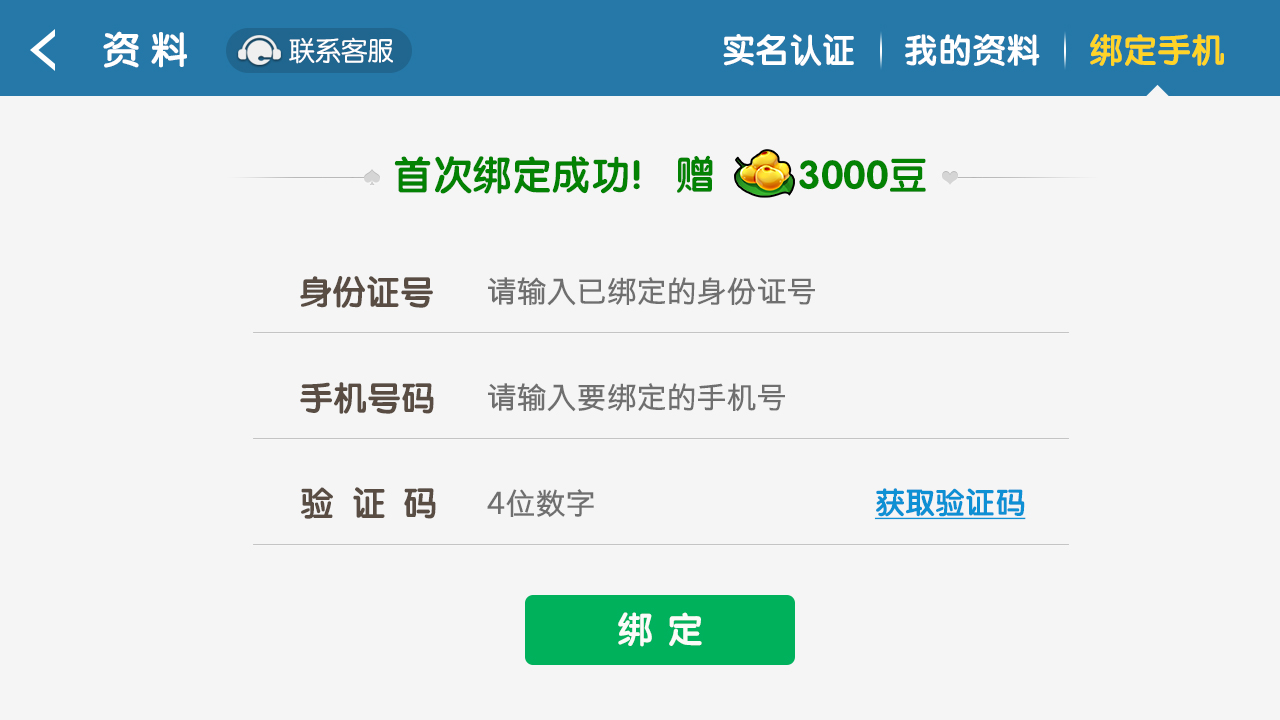 资 料 联系客服 实名认证 我的资料 绑定手机
首次绑定成功! 赠 3000豆
身份证号 请输入已绑定的身份证号
手机号码 请输入要绑定的手机号
验 证 码 4位数字 获取验证码
绑 定